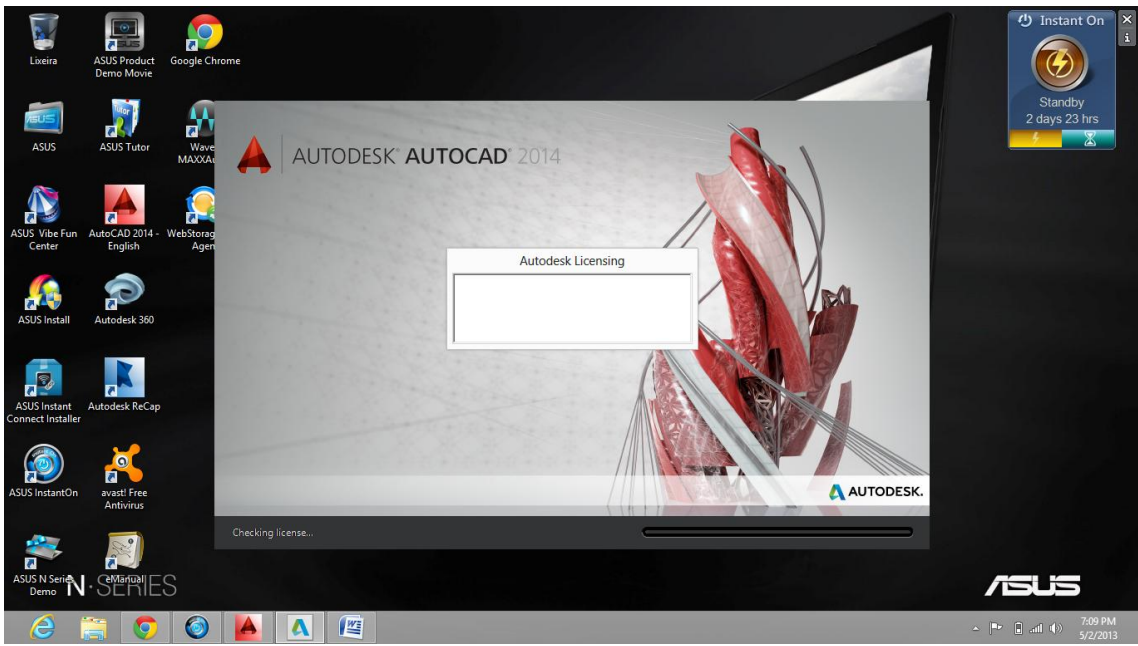 Lixeira
ASUS Product
Demo Movie
Google Chrome
ASUS
ASUS Tutor
Wave
MAXXAu
ASUS Vibe Fun
Center
AutoCAD 2014 -
English
WebStorag
Agen
ASUS Install
Autodesk 360
ASUS Instant
Connect Installer
Autodesk ReCap
ASUS InstantOn
avast! Free
Antivirus
ASUS N Series
Demo
eManual
N·SERIES
AUTODESK® AUTOCAD® 2014
Autodesk Licensing
AUTODESK.
Checking license...
Instant On
Standby
2 days 23 hrs
ASUS
7:09 PM
5/2/2013